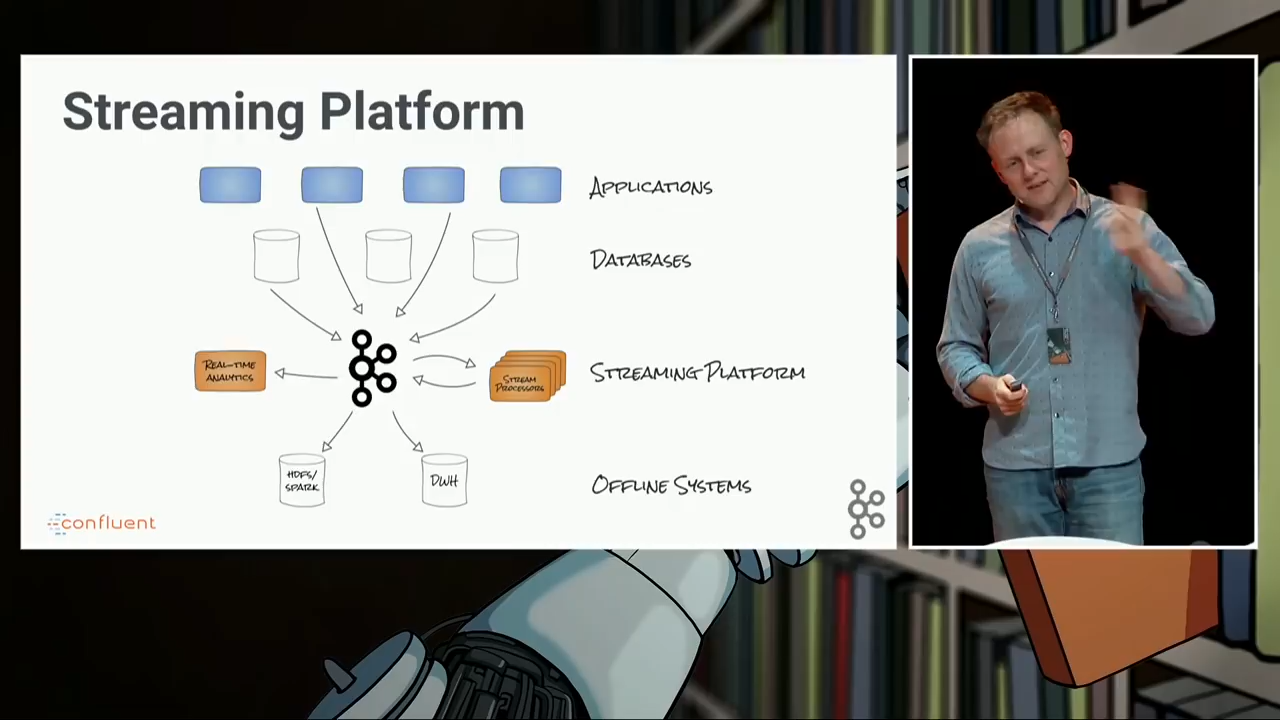 Streaming Platform
APPLICATIONS
DATABASES
REAL-TIME
ANALYTICS
STREAM
PROCESSORS
STREAMING PLATFORM
HDFS/
SPARK
DWH
OFFLINE SYSTEMS
confluent